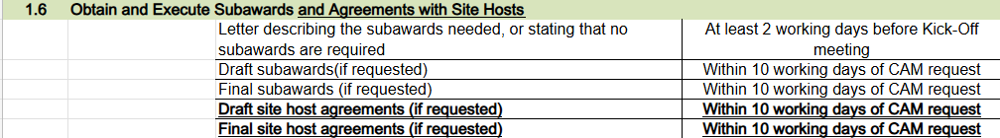 1.6 Obtain and Execute Subawards and Agreements with Site Hosts
Letter describing the subawards needed, or stating that no At least 2 working days before Kick-Off
subawards are required meeting
Draft subawards(if requested) Within 10 working days of CAM request
Final subawards (if requested) Within 10 working days of CAM request
Draft site host agreements (if requested) Within 10 working days of CAM request
Final site host agreements (if requested) Within 10 working days of CAM request